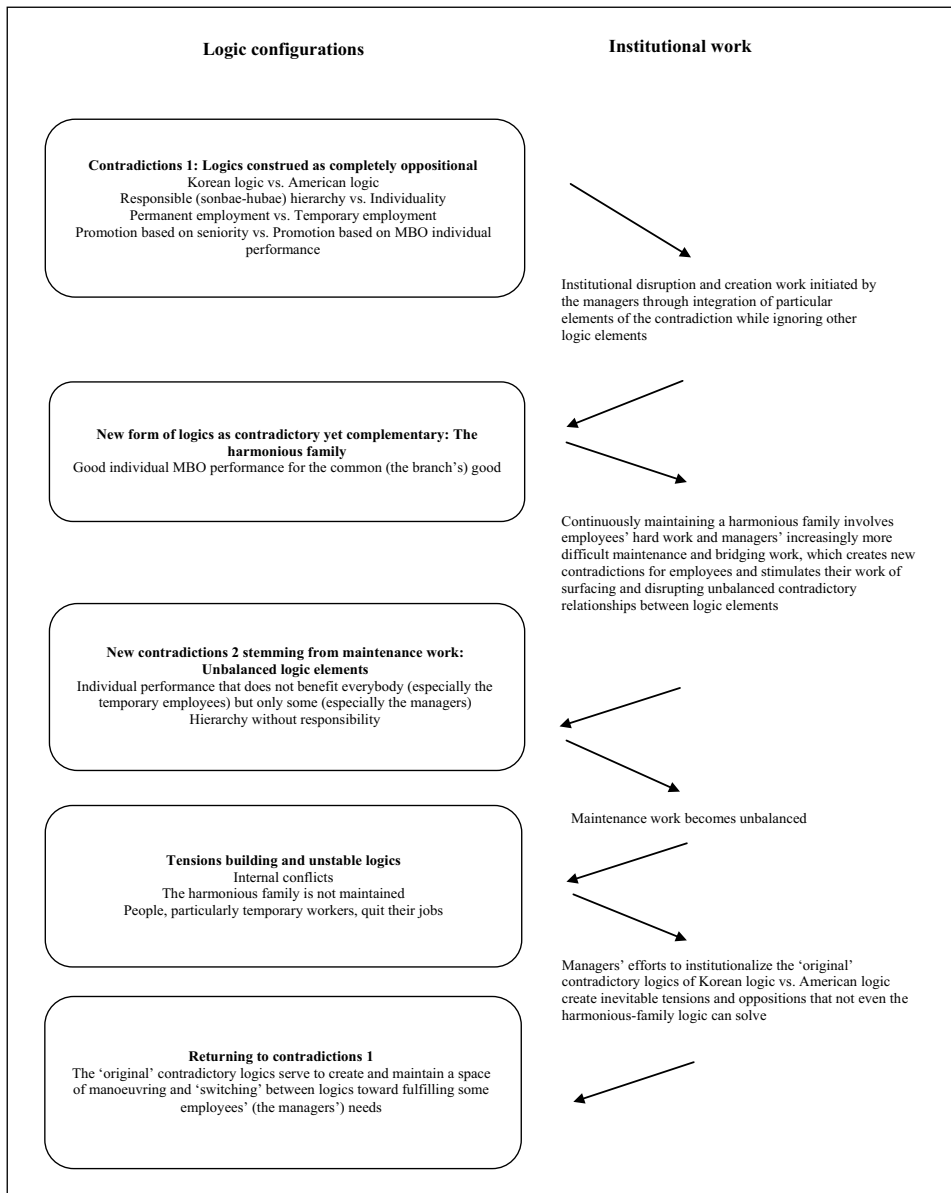 Logic configurations
Institutional work
Contradictions 1: Logics construed as completely oppositional
Korean logic vs. American logic
Responsible (sonbae-hubae) hierarchy vs. Individuality
Permanent employment vs. Temporary employment
Promotion based on seniority vs. Promotion based on MBO individual
performance
Institutional disruption and creation work initiated by
the managers through integration of particular
elements of the contradiction while ignoring other
logic elements
New form of logics as contradictory yet complementary: The
harmonious family
Good individual MBO performance for the common (the branch's) good
Continuously maintaining a harmonious family involves
employees' hard work and managers' increasingly more
difficult maintenance and bridging work, which creates new
contradictions for employees and stimulates their work of
surfacing and disrupting unbalanced contradictory
relationships between logic elements
New contradictions 2 stemming from maintenance work:
Unbalanced logic elements
Individual performance that does not benefit everybody (especially the
temporary employees) but only some (especially the managers)
Hierarchy without responsibility
Maintenance work becomes unbalanced
Tensions building and unstable logics
Internal conflicts
The harmonious family is not maintained
People, particularly temporary workers, quit their jobs
Managers' efforts to institutionalize the 'original'
contradictory logics of Korean logic vs. American logic
create inevitable tensions and oppositions that not even the
harmonious-family logic can solve
Returning to contradictions 1
The 'original' contradictory logics serve to create and maintain a space
of manoeuvring and 'switching' between logics toward fulfilling some
employees' (the managers') needs